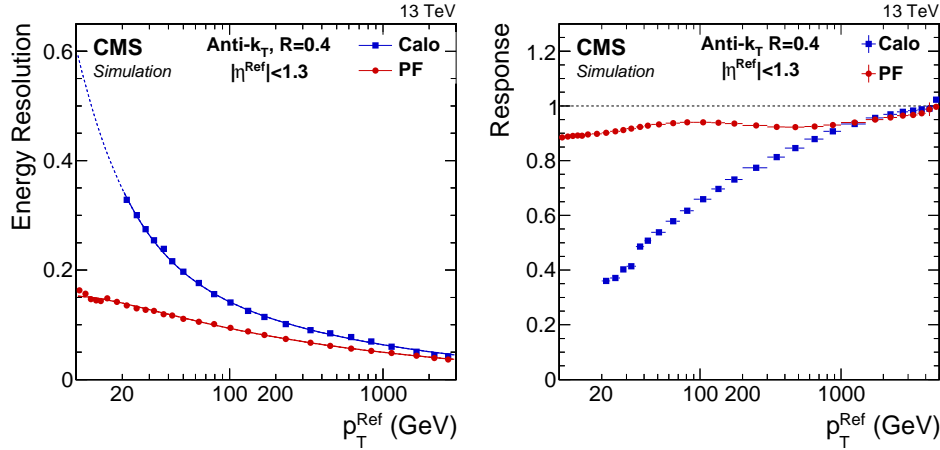 13 TeV
CMS
Simulation
Anti-k_T, R=0.4
|η^Ref|<1.3
Calo
PF
Energy Resolution
0.6
0.4
0.2
0
20
100
200
1000
p_T^Ref (GeV)
13 TeV
CMS
Simulation
Anti-k_T R=0.4
|η^Ref|<1.3
Calo
PF
Response
1.2
1
0.8
0.6
0.4
0.2
0
20
100 200
1000
p_T^Ref (GeV)